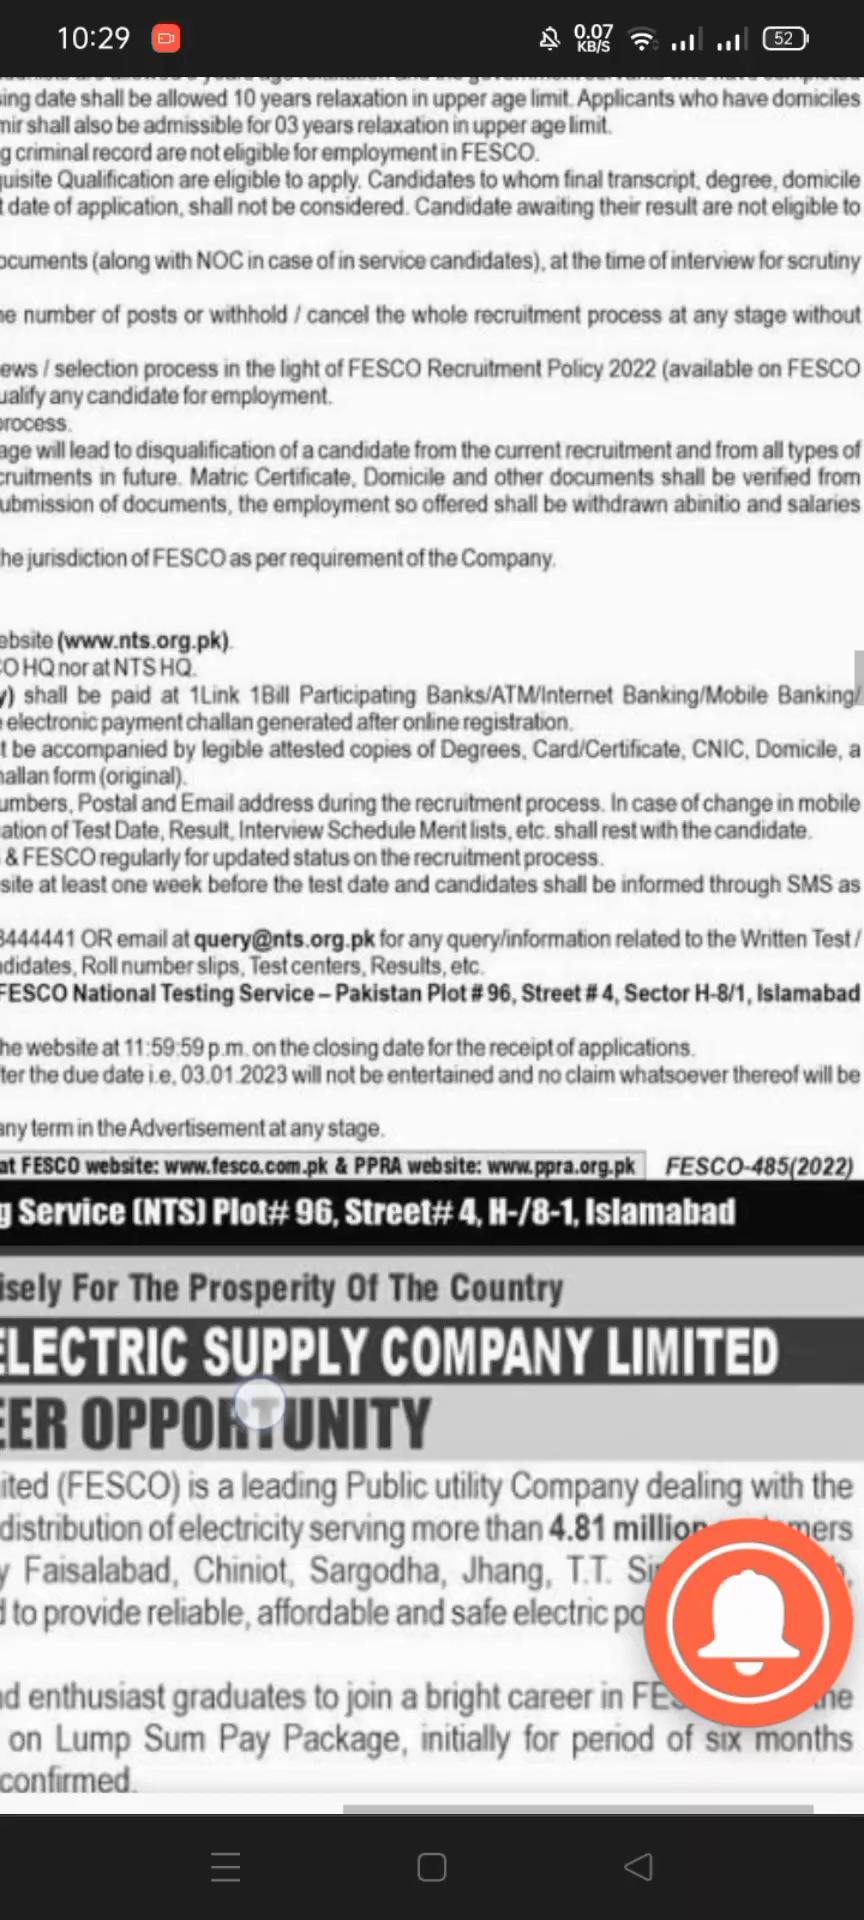 10:29
0.07
KB/S
52
sing date shall be allowed 10 years relaxation in upper age limit. Applicants who have domiciles
mir shall also be admissible for 03 years relaxation in upper age limit.
g criminal record are not eligible for employment in FESCO.
uisite Qualification are eligible to apply. Candidates to whom final transcript, degree, domicile
t date of application, shall not be considered. Candidate awaiting their result are not eligible to
ocuments (along with NOC in case of in service candidates), at the time of interview for scrutiny
he number of posts or withhold / cancel the whole recruitment process at any stage without
ews / selection process in the light of FESCO Recruitment Policy 2022 (available on FESCO
ualify any candidate for employment.
rocess.
age will lead to disqualification of a candidate from the current recruitment and from all types of
cruitments in future. Matric Certificate, Domicile and other documents shall be verified from
ubmission of documents, the employment so offered shall be withdrawn abinitio and salaries
he jurisdiction of FESCO as per requirement of the Company.
ebsite (www.nts.org.pk).
CO HQ nor at NTS HQ.
y) shall be paid at 1Link 1Bill Participating Banks/ATM/Internet Banking/Mobile Banking/
e electronic payment challan generated after online registration.
t be accompanied by legible attested copies of Degrees, Card/Certificate, CNIC, Domicile, a
hallan form (original).
umbers, Postal and Email address during the recruitment process. In case of change in mobile
ation of Test Date, Result, Interview Schedule Merit lists, etc. shall rest with the candidate.
& FESCO regularly for updated status on the recruitment process.
site at least one week before the test date and candidates shall be informed through SMS as
3444441 OR email at query@nts.org.pk for any query/information related to the Written Test /
ndidates, Roll number slips, Test centers, Results, etc.
FESCO National Testing Service – Pakistan Plot # 96, Street # 4, Sector H-8/1, Islamabad
he website at 11:59:59 p.m. on the closing date for the receipt of applications.
fter the due date i.e, 03.01.2023 will not be entertained and no claim whatsoever thereof will be
any term in the Advertisement at any stage.
at FESCO website: www.fesco.com.pk & PPRA website: www.ppra.org.pk FESCO-485(2022)
g Service (NTS) Plot# 96, Street# 4, H-/8-1, Islamabad
isely For The Prosperity Of The Country
ELECTRIC SUPPLY COMPANY LIMITED
EER OPPORTUNITY
ited (FESCO) is a leading Public utility Company dealing with the
distribution of electricity serving more than 4.81 million
y Faisalabad, Chiniot, Sargodha, Jhang, T.T.
d to provide reliable, affordable and safe electric
nd enthusiast graduates to join a bright career in
on Lump Sum Pay Package, initially for period of six months
confirmed.